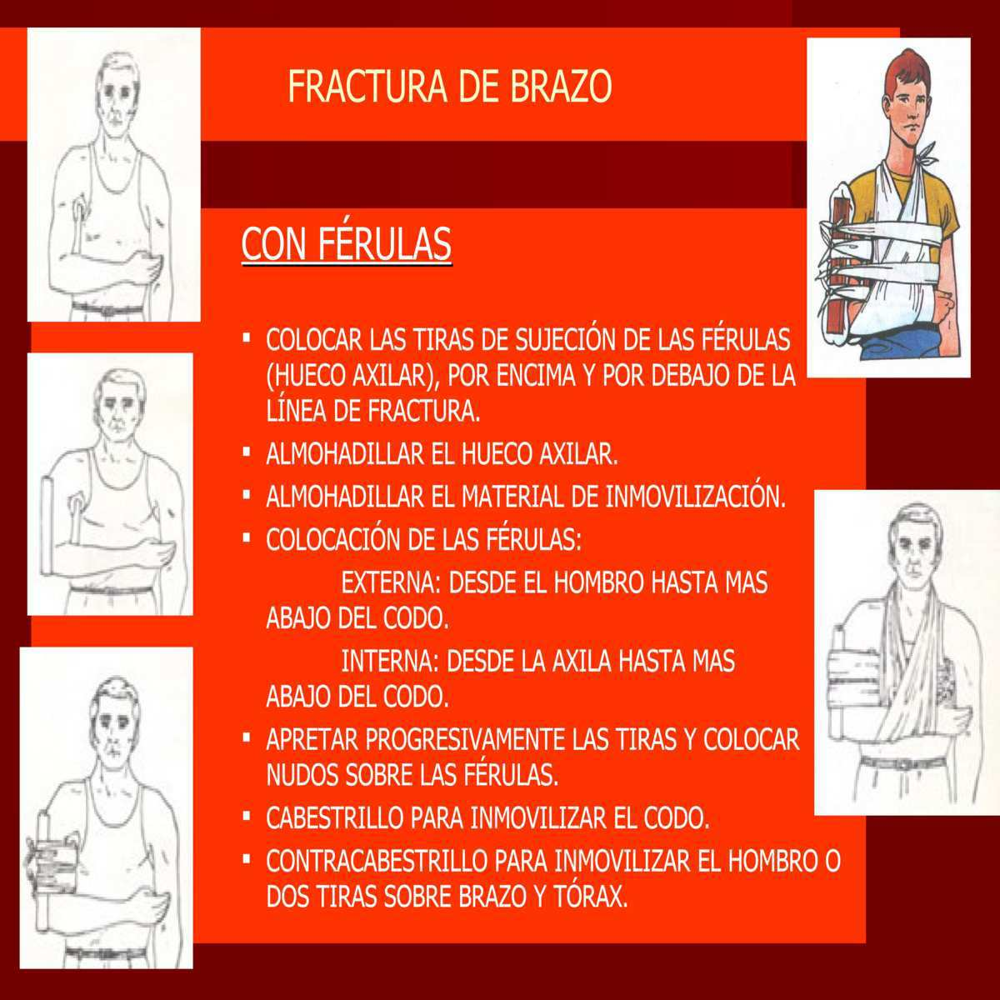 FRACTURA DE BRAZO
CON FÉRULAS
▪ COLOCAR LAS TIRAS DE SUJECIÓN DE LAS FÉRULAS
(HUECO AXILAR), POR ENCIMA Y POR DEBAJO DE LA
LÍNEA DE FRACTURA.
▪ ALMOHADILLAR EL HUECO AXILAR.
▪ ALMOHADILLAR EL MATERIAL DE INMOVILIZACIÓN.
▪ COLOCACIÓN DE LAS FÉRULAS:
EXTERNA: DESDE EL HOMBRO HASTA MAS
ABAJO DEL CODO.
INTERNA: DESDE LA AXILA HASTA MAS
ABAJO DEL CODO.
▪ APRETAR PROGRESIVAMENTE LAS TIRAS Y COLOCAR
NUDOS SOBRE LAS FÉRULAS.
▪ CABESTRILLO PARA INMOVILIZAR EL CODO.
▪ CONTRACABESTRILLO PARA INMOVILIZAR EL HOMBRO O
DOS TIRAS SOBRE BRAZO Y TÓRAX.